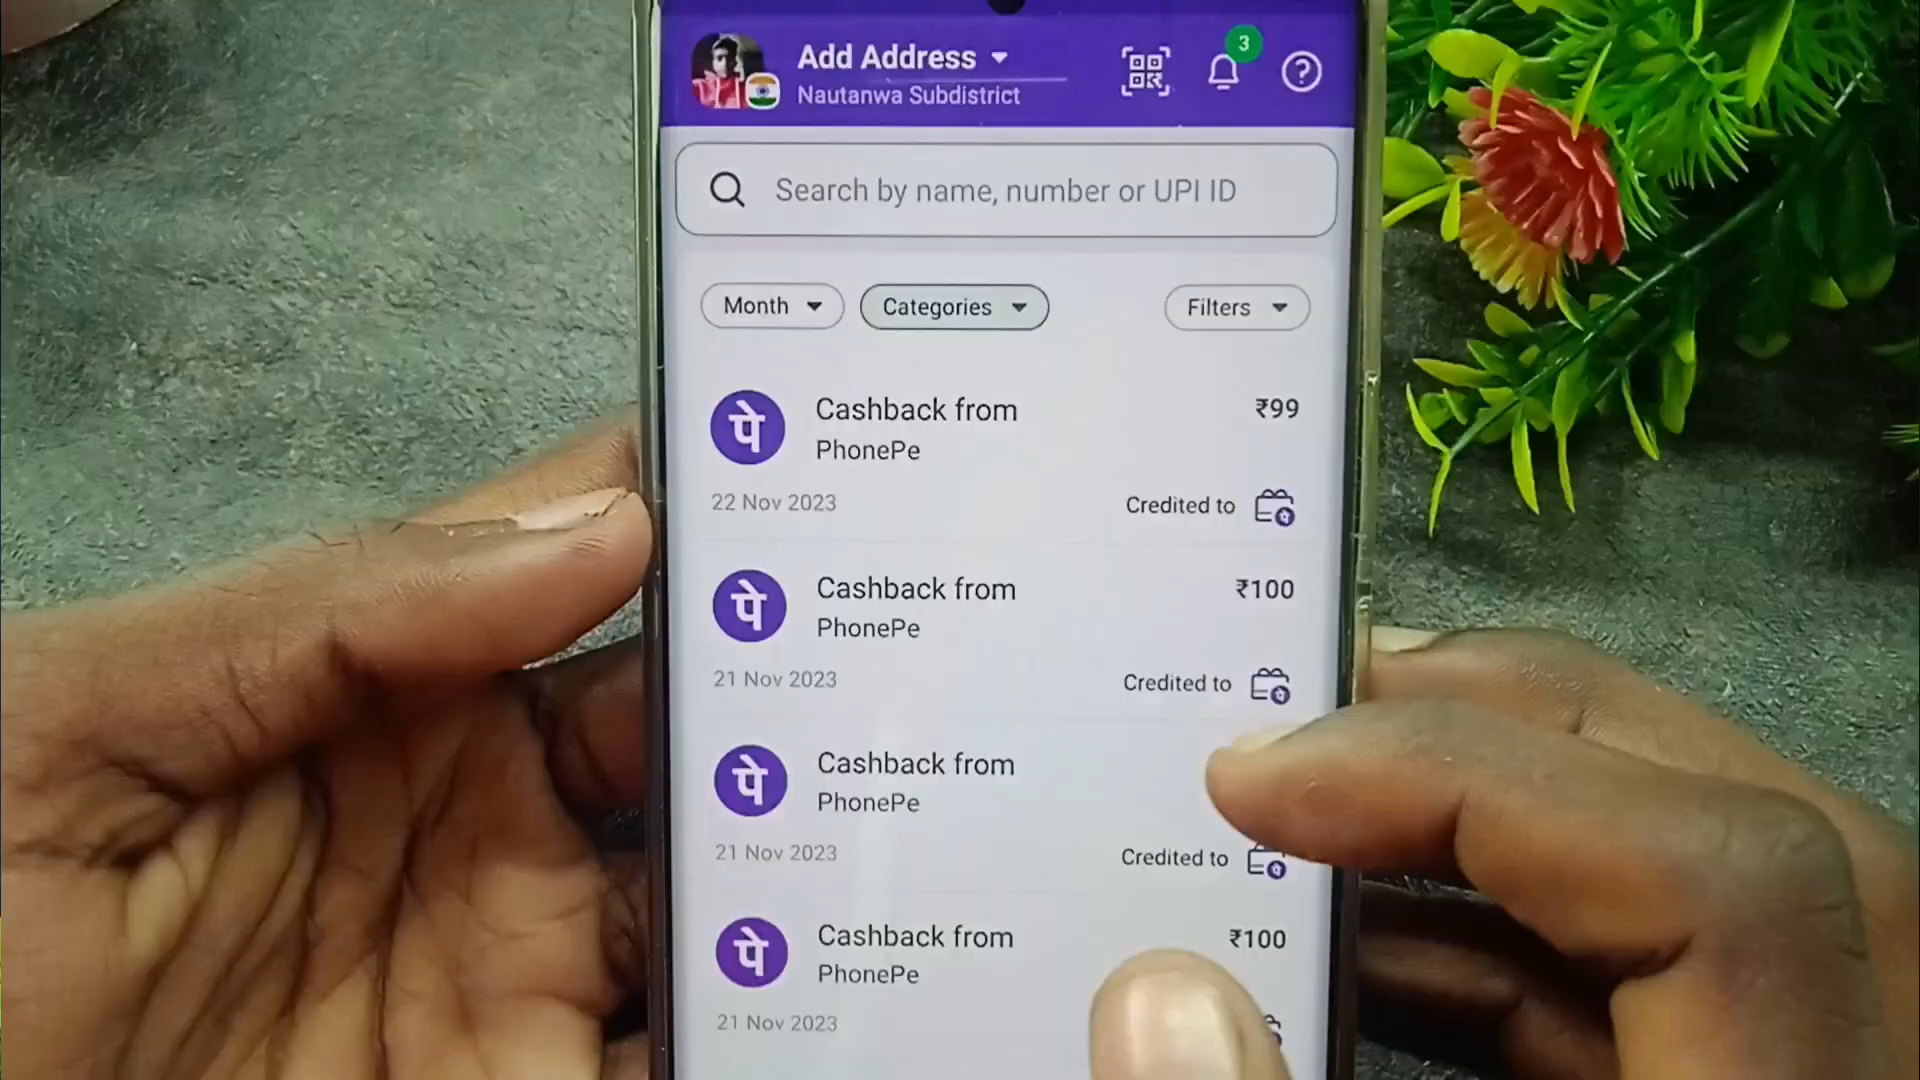 Add Address
3
Nautanwa Subdistrict
Search by name, number or UPI ID
Month
Categories
Filters
पे
Cashback from
₹99
PhonePe
22 Nov 2023
Credited to
पे
Cashback from
₹100
PhonePe
21 Nov 2023
Credited to
पे
Cashback from
PhonePe
21 Nov 2023
Credited to
पे
Cashback from
₹100
PhonePe
21 Nov 2023